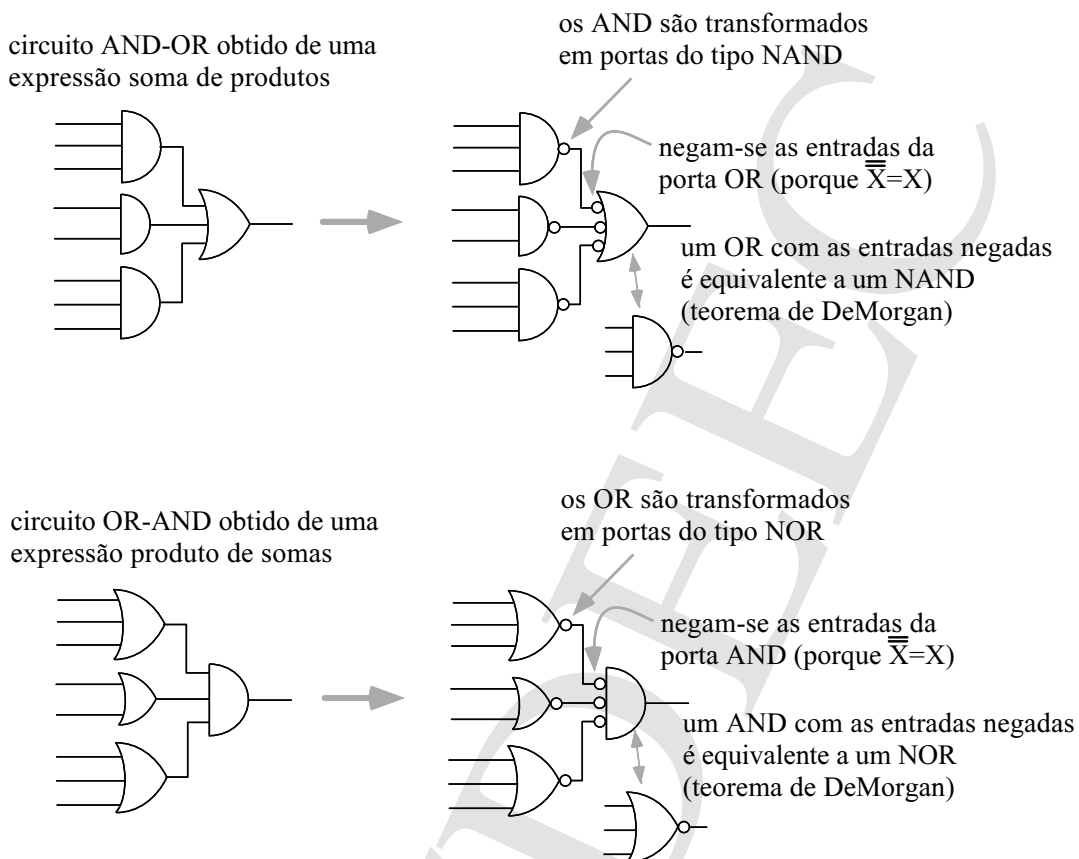 circuito AND-OR obtido de uma
expressão soma de produtos
os AND são transformados
em portas do tipo NAND
negam-se as entradas da
porta OR (porque X̿=X)
um OR com as entradas negadas
é equivalente a um NAND
(teorema de DeMorgan)
circuito OR-AND obtido de uma
expressão produto de somas
os OR são transformados
em portas do tipo NOR
negam-se as entradas da
porta AND (porque X̿=X)
um AND com as entradas negadas
é equivalente a um NOR
(teorema de DeMorgan)
DEEC